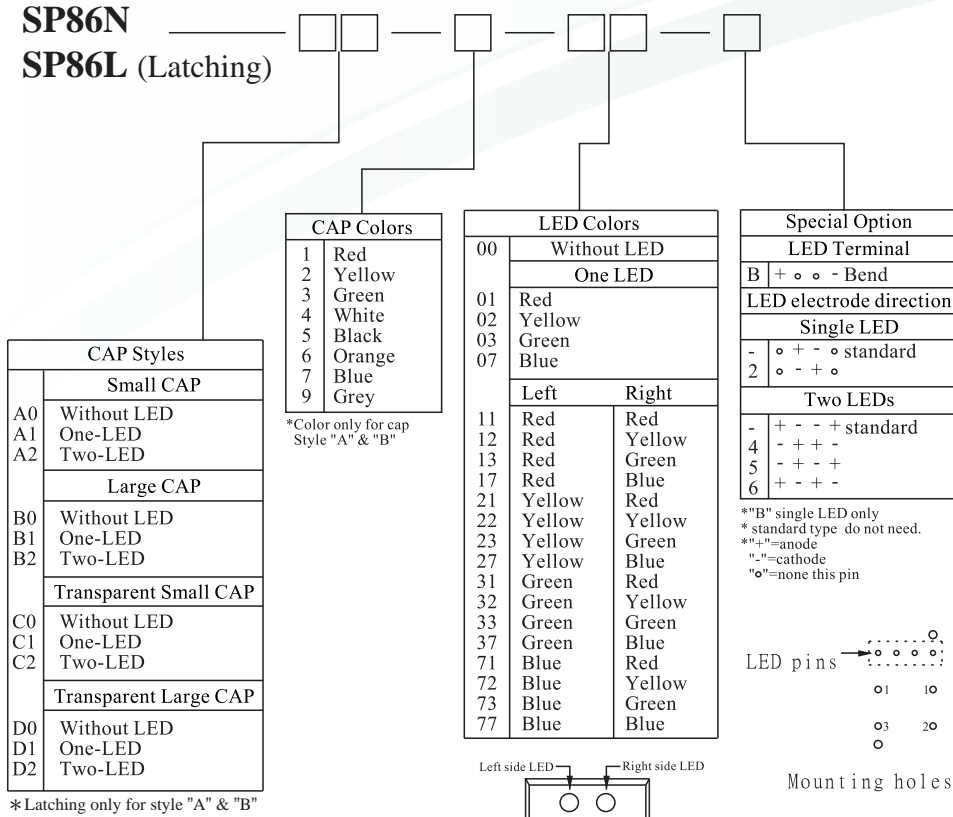 SP86N
SP86L (Latching)
CAP Styles
Small CAP
A0 Without LED
A1 One-LED
A2 Two-LED
Large CAP
B0 Without LED
B1 One-LED
B2 Two-LED
Transparent Small CAP
C0 Without LED
C1 One-LED
C2 Two-LED
Transparent Large CAP
D0 Without LED
D1 One-LED
D2 Two-LED
*Latching only for style "A" & "B"
CAP Colors
1 Red
2 Yellow
3 Green
4 White
5 Black
6 Orange
7 Blue
9 Grey
*Color only for cap
Style "A" & "B"
LED Colors
00 Without LED
One LED
01 Red
02 Yellow
03 Green
07 Blue
Left Right
11 Red Red
12 Red Yellow
13 Red Green
17 Red Blue
21 Yellow Red
22 Yellow Yellow
23 Yellow Green
27 Yellow Blue
31 Green Red
32 Green Yellow
33 Green Green
37 Green Blue
71 Blue Red
72 Blue Yellow
73 Blue Green
77 Blue Blue
Left side LED Right side LED
Special Option
LED Terminal
B + o o - Bend
LED electrode direction
Single LED
- o + - o standard
2 o - + o
Two LEDs
- + - - + standard
4 - + + -
5 - + - +
6 + - + -
*"B" single LED only
* standard type do not need.
*"+"=anode
"-"=cathode
"o"=none this pin
LED pins
1 1
3 2
Mounting holes